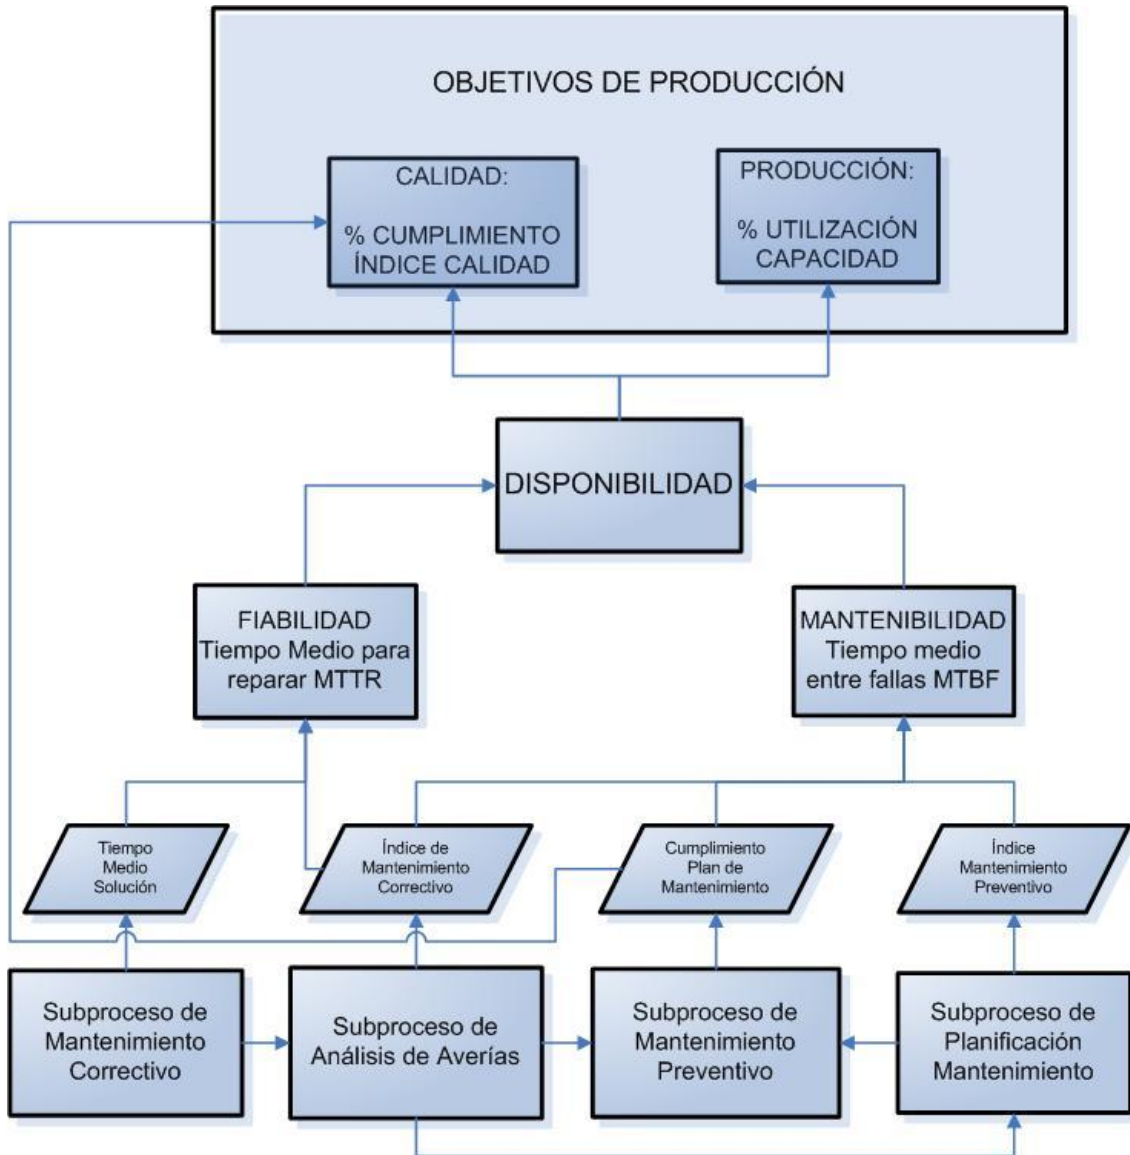 OBJETIVOS DE PRODUCCIÓN
CALIDAD:
% CUMPLIMIENTO
ÍNDICE CALIDAD
PRODUCCIÓN:
% UTILIZACIÓN
CAPACIDAD
DISPONIBILIDAD
FIABILIDAD
Tiempo Medio para
reparar MTTR
MANTENIBILIDAD
Tiempo medio
entre fallas MTBF
Tiempo
Medio
Solución
Índice de
Mantenimiento
Correctivo
Cumplimiento
Plan de
Mantenimiento
Índice
Mantenimiento
Preventivo
Subproceso de
Mantenimiento
Correctivo
Subproceso de
Análisis de Averías
Subproceso de
Mantenimiento
Preventivo
Subproceso de
Planificación
Mantenimiento